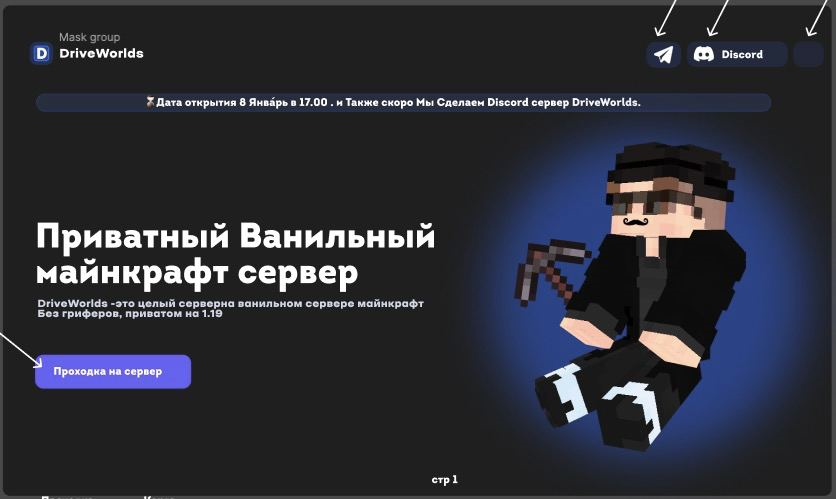 Mask group
D DriveWorlds
Discord
⏳Дата открытия 8 Янва́рь в 17.00 . и Также скоро Мы Сделаем Discord сервер DriveWorlds.
Приватный Ванильный
майнкрафт сервер
DriveWorlds -это целый серверна ванильном сервере майнкрафт
Без гриферов, приватом на 1.19
Проходка на сервер
стр 1